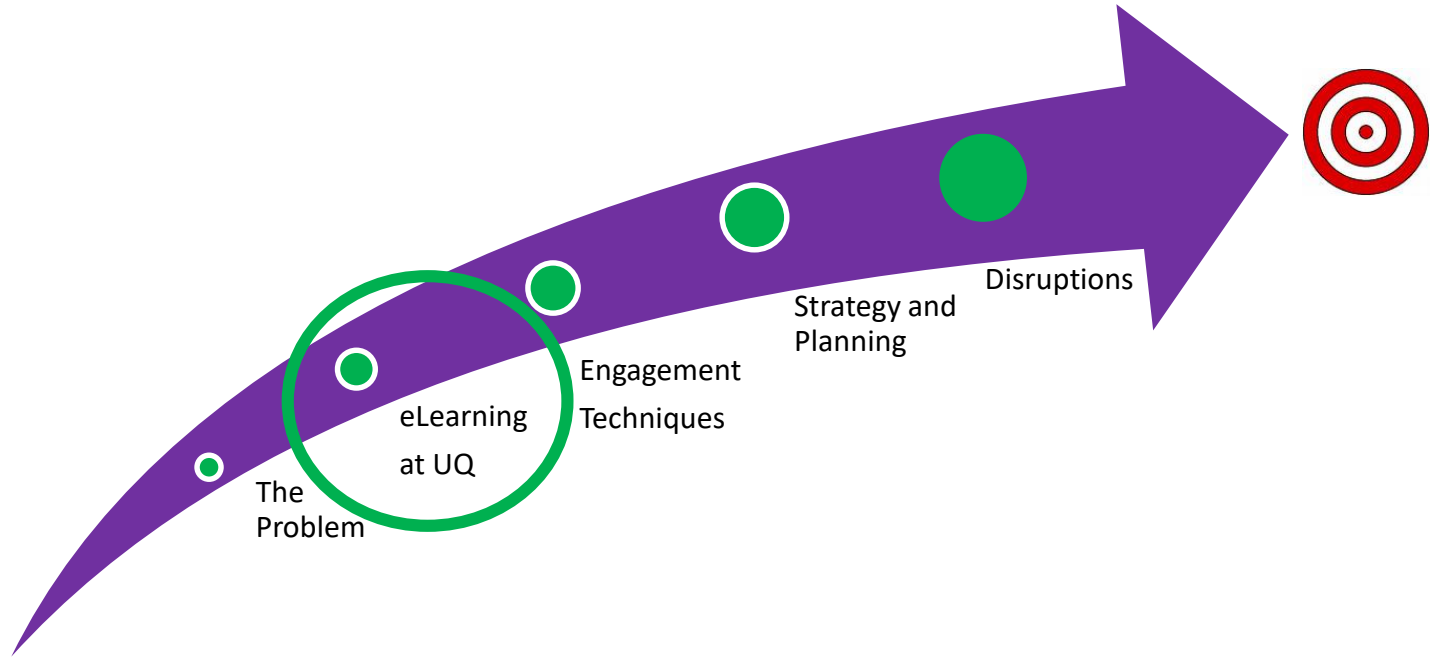 The
Problem
eLearning
at UQ
Engagement
Techniques
Strategy and
Planning
Disruptions